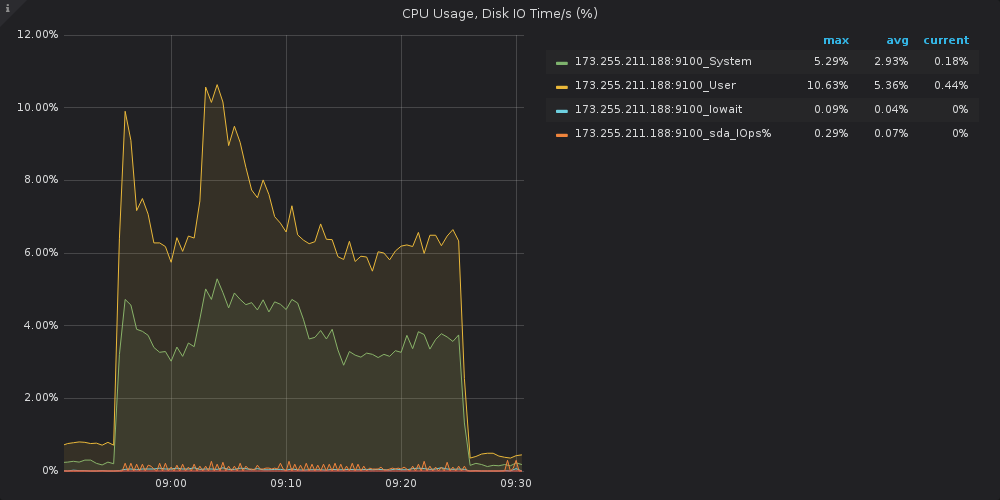 i
CPU Usage, Disk IO Time/s (%)
12.00%
10.00%
8.00%
6.00%
4.00%
2.00%
0%
09:00 09:10 09:20 09:30
max avg current
173.255.211.188:9100_System 5.29% 2.93% 0.18%
173.255.211.188:9100_User 10.63% 5.36% 0.44%
173.255.211.188:9100_Iowait 0.09% 0.04% 0%
173.255.211.188:9100_sda_IOps% 0.29% 0.07% 0%